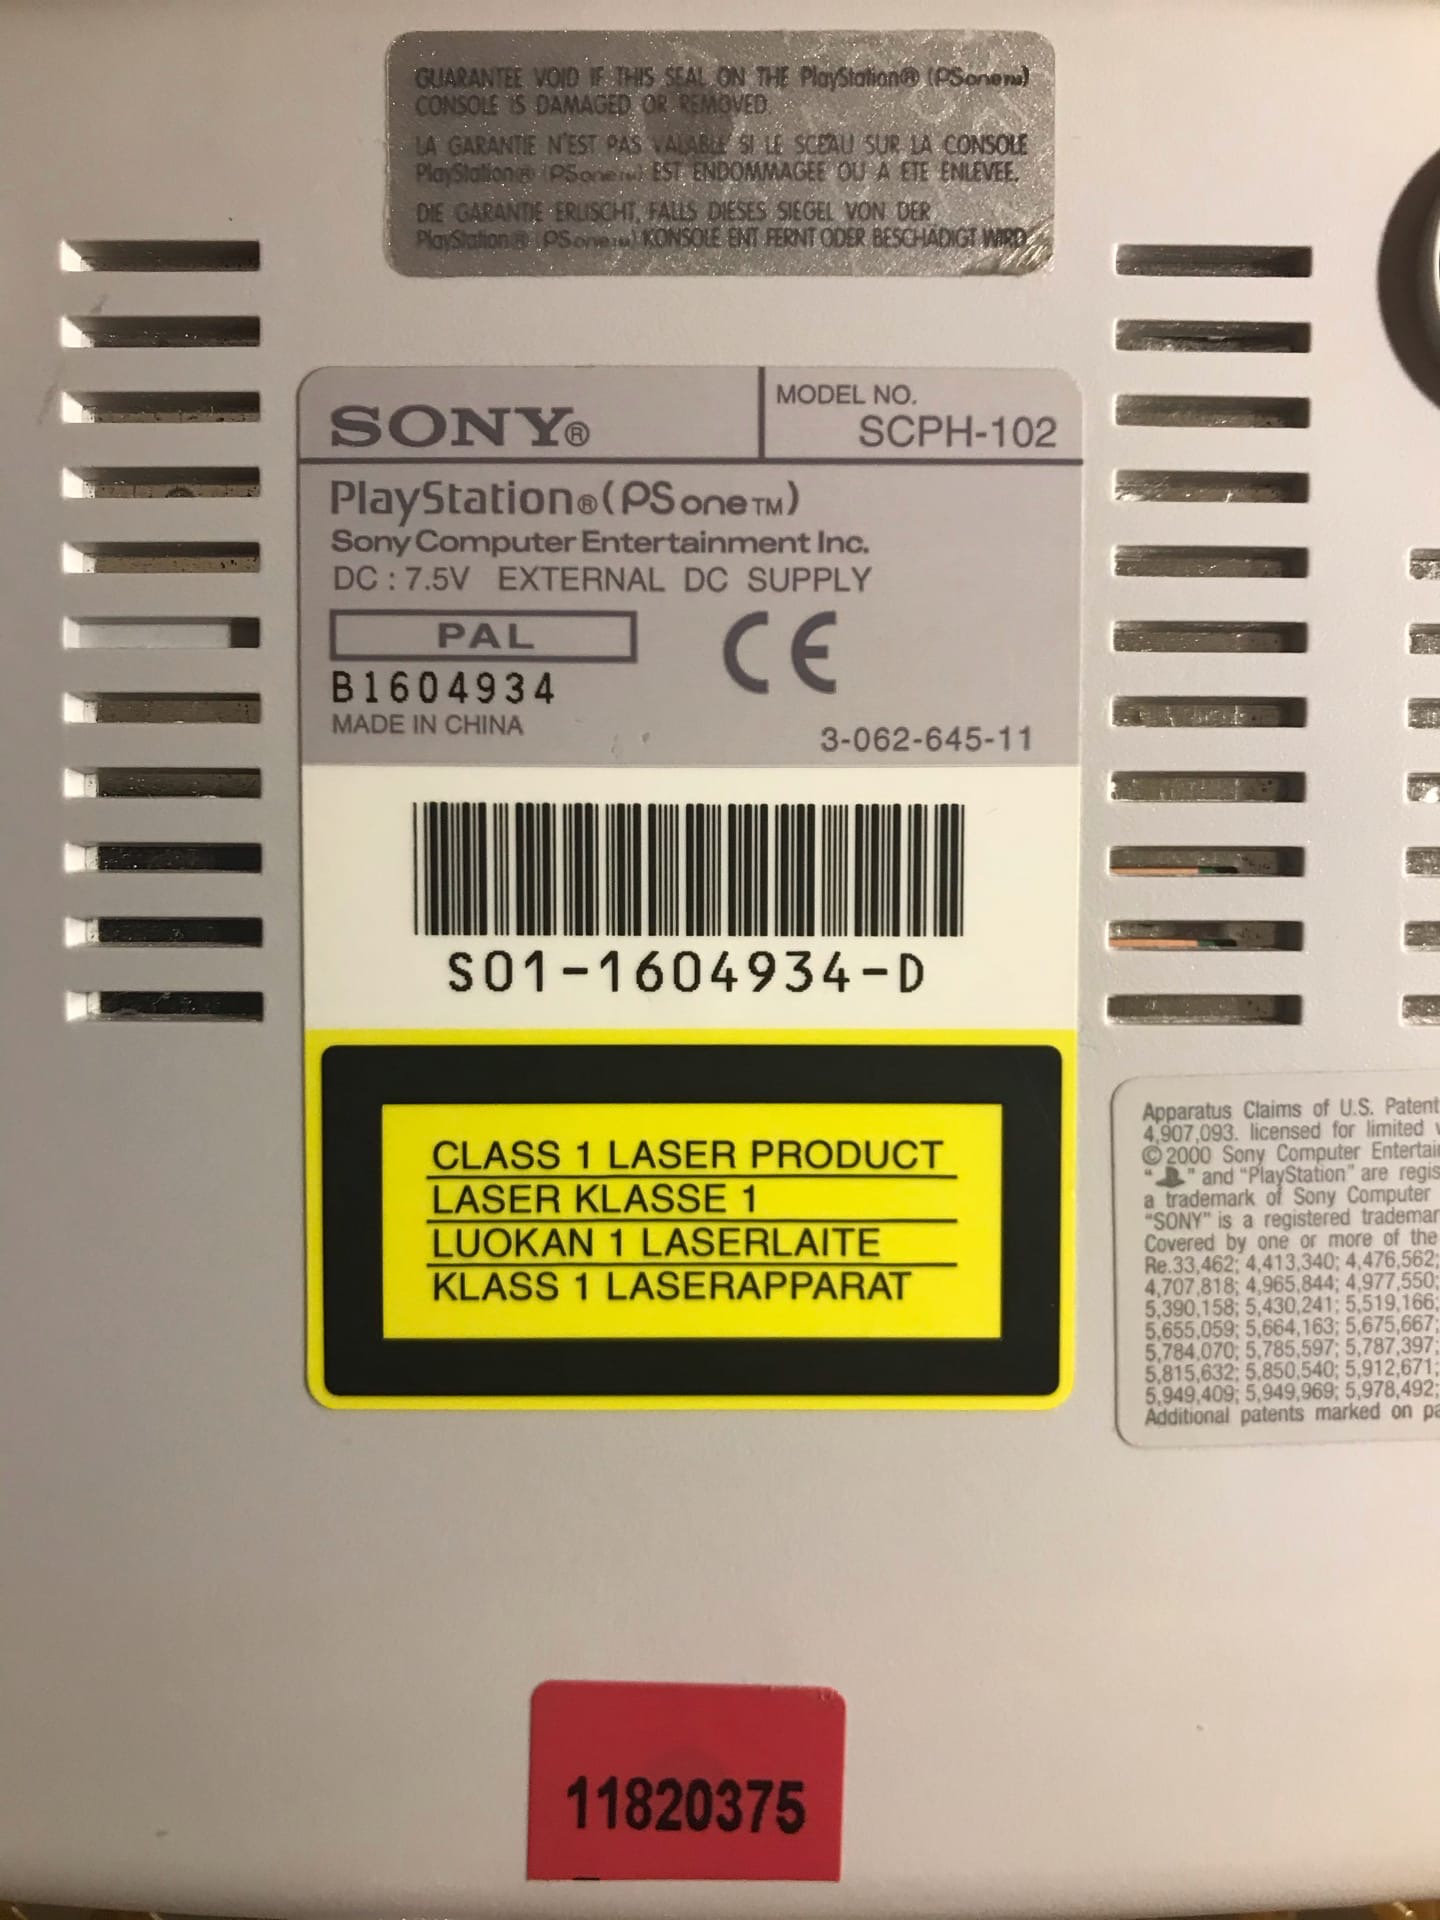 GUARANTEE VOID IF THIS SEAL ON THE PlayStation® (PSone™)
CONSOLE IS DAMAGED OR REMOVED.
LA GARANTIE N'EST PAS VALABLE SI LE SCEAU SUR LA CONSOLE
PlayStation® (PSone™) EST ENDOMMAGEE OU A ETE ENLEVEE.
DIE GARANTIE ERLISCHT, FALLS DIESES SIEGEL VON DER
PlayStation® (PSone™) KONSOLE ENT FERNT ODER BESCHADIGT WIRD
SONY®
MODEL NO.
SCPH-102
PlayStation®(PSone™)
Sony Computer Entertainment Inc.
DC : 7.5V EXTERNAL DC SUPPLY
PAL
CE
B1604934
MADE IN CHINA
3-062-645-11
S01-1604934-D
CLASS 1 LASER PRODUCT
LASER KLASSE 1
LUOKAN 1 LASERLAITE
KLASS 1 LASERAPPARAT
Apparatus Claims of U.S. Patent
4,907,093. licensed for limited
©2000 Sony Computer
" " and "PlayStation" are
a trademark of Sony Computer
"SONY" is a registered
Covered by one or more of the
Re.33,462; 4,413,340; 4,476,562;
4,707,818; 4,965,844; 4,977,550;
5,390,158; 5,430,241; 5,519,166;
5,655,059; 5,664,163; 5,675,667;
5,784,070; 5,785,597; 5,787,397;
5,815,632; 5,850,540; 5,912,671;
5,949,409; 5,949,969; 5,978,492;
Additional patents marked on
11820375